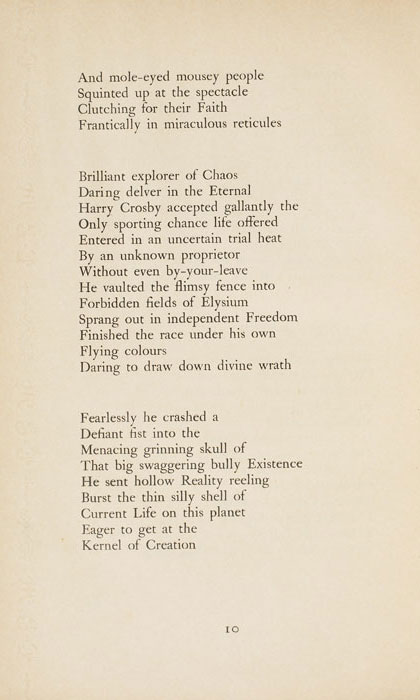 And mole-eyed mousey people
Squinted up at the spectacle
Clutching for their Faith
Frantically in miraculous reticules
Brilliant explorer of Chaos
Daring delver in the Eternal
Harry Crosby accepted gallantly the
Only sporting chance life offered
Entered in an uncertain trial heat
By an unknown proprietor
Without even by-your-leave
He vaulted the flimsy fence into
Forbidden fields of Elysium
Sprang out in independent Freedom
Finished the race under his own
Flying colours
Daring to draw down divine wrath
Fearlessly he crashed a
Defiant fist into the
Menacing grinning skull of
That big swaggering bully Existence
He sent hollow Reality reeling
Burst the thin silly shell of
Current Life on this planet
Eager to get at the
Kernel of Creation
10